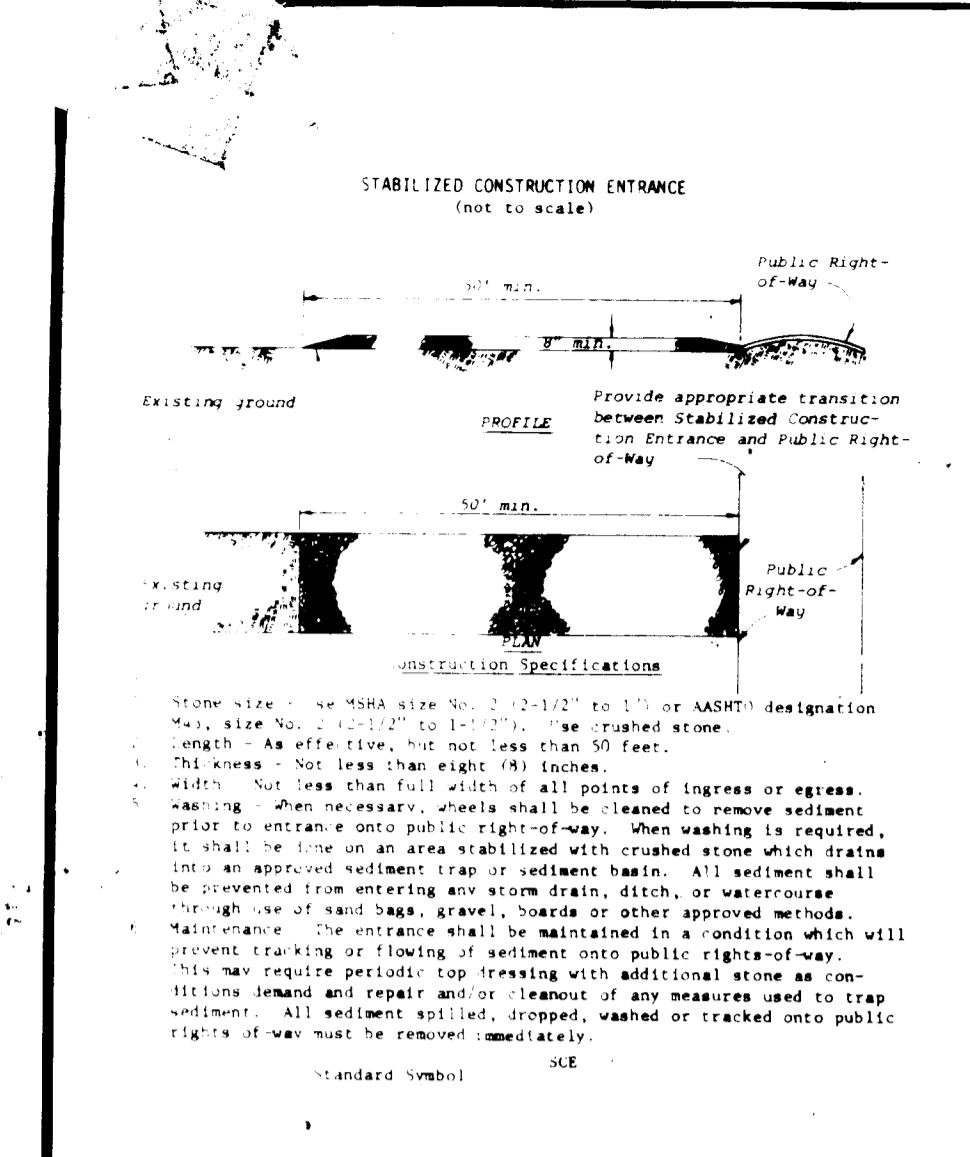 STABILIZED CONSTRUCTION ENTRANCE
(not to scale)
Public Right-
of-Way
50' min.
8" min.
Existing ground
PROFILE
Provide appropriate transition
between Stabilized Construc-
tion Entrance and Public Right-
of-Way
50' min.
Existing
ground
Public
Right-of-
Way
PLAN
Construction Specifications
Stone size - Use MSHA size No. 2 (2-1/2" to 1") or AASHTO designation
M43, size No. 2 (2-1/2" to 1-1/2"). Use crushed stone.
Length - As effective, but not less than 50 feet.
3. Thickness - Not less than eight (8) inches.
4. Width Not less than full width of all points of ingress or egress.
5. Washing - When necessary, wheels shall be cleaned to remove sediment
prior to entrance onto public right-of-way. When washing is required,
it shall be done on an area stabilized with crushed stone which drains
into an approved sediment trap or sediment basin. All sediment shall
be prevented from entering any storm drain, ditch, or watercourse
through use of sand bags, gravel, boards or other approved methods.
6. Maintenance The entrance shall be maintained in a condition which will
prevent tracking or flowing of sediment onto public rights-of-way.
This may require periodic top dressing with additional stone as con-
ditions demand and repair and/or cleanout of any measures used to trap
sediment. All sediment spilled, dropped, washed or tracked onto public
rights-of-way must be removed immediately.
SCE
Standard Symbol